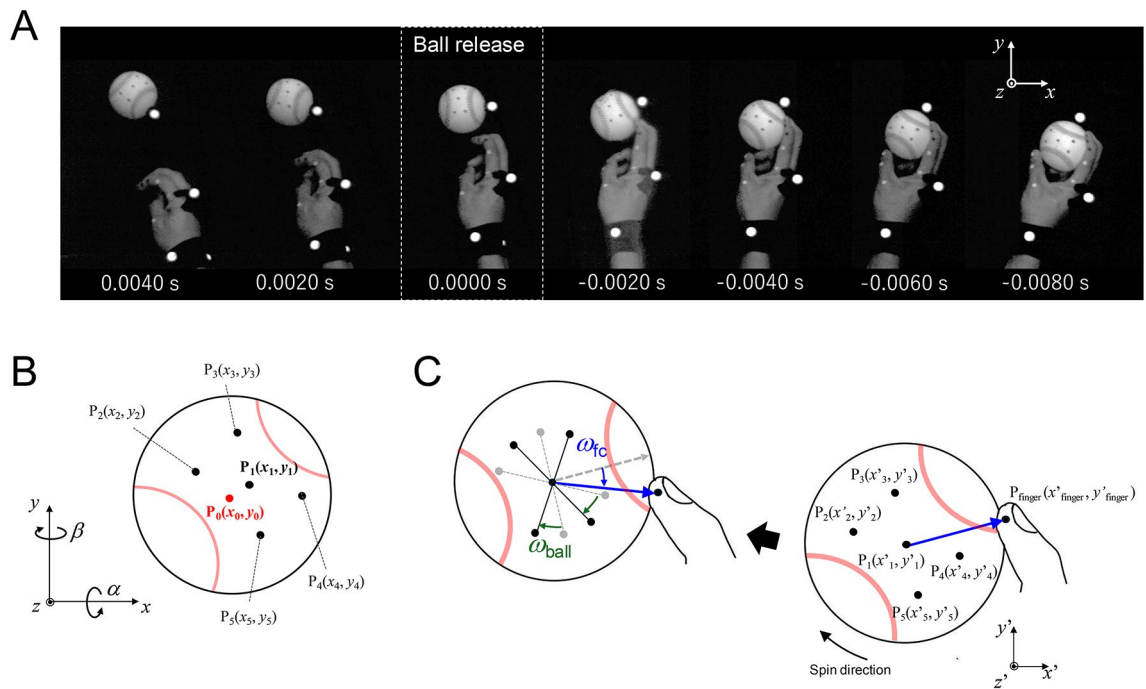 A
Ball release
y
z
x
0.0040 s
0.0020 s
0.0000 s
-0.0020 s
-0.0040 s
-0.0060 s
-0.0080 s
B
P3(x3, y3)
P2(x2, y2)
P1(x1, y1)
P0(x0, y0)
P4(x4, y4)
P5(x5, y5)
y
β
α
z
x
C
ωfc
ωball
P3(x'3, y'3)
Pfinger(x'finger, y'finger)
P2(x'2, y'2)
P1(x'1, y'1)
P4(x'4, y'4)
P5(x'5, y'5)
Spin direction
y'
z'
x'